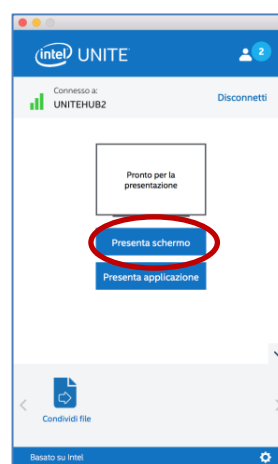 intel UNITE
2
Connesso a:
UNITEHUB2
Disconnetti
Pronto per la
presentazione
Presenta schermo
Presenta applicazione
Condividi file
Basato su Intel